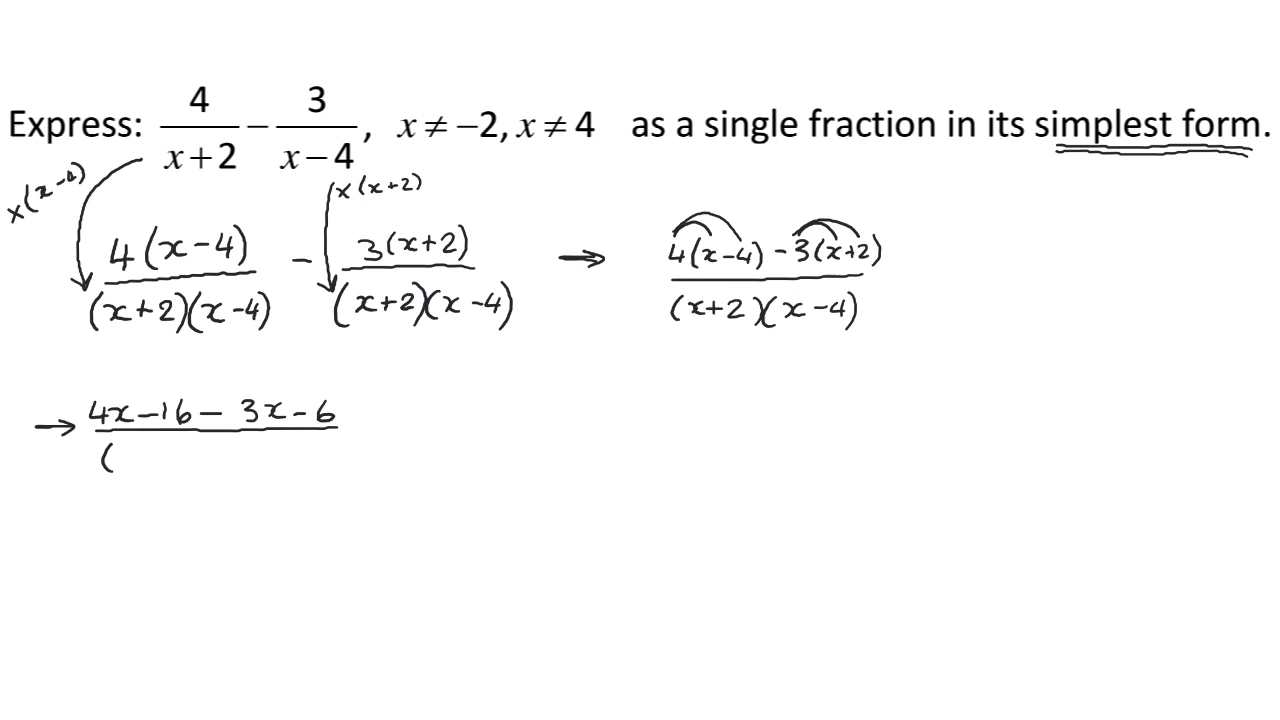 Express: 4/(x+2) − 3/(x−4), x ≠ −2, x ≠ 4 as a single fraction in its simplest form.
×(x−4) ×(x+2)
4(x−4)/(x+2)(x−4) − 3(x+2)/(x+2)(x−4) → 4(x−4) − 3(x+2)/(x+2)(x−4)
→ 4x−16−3x−6/(